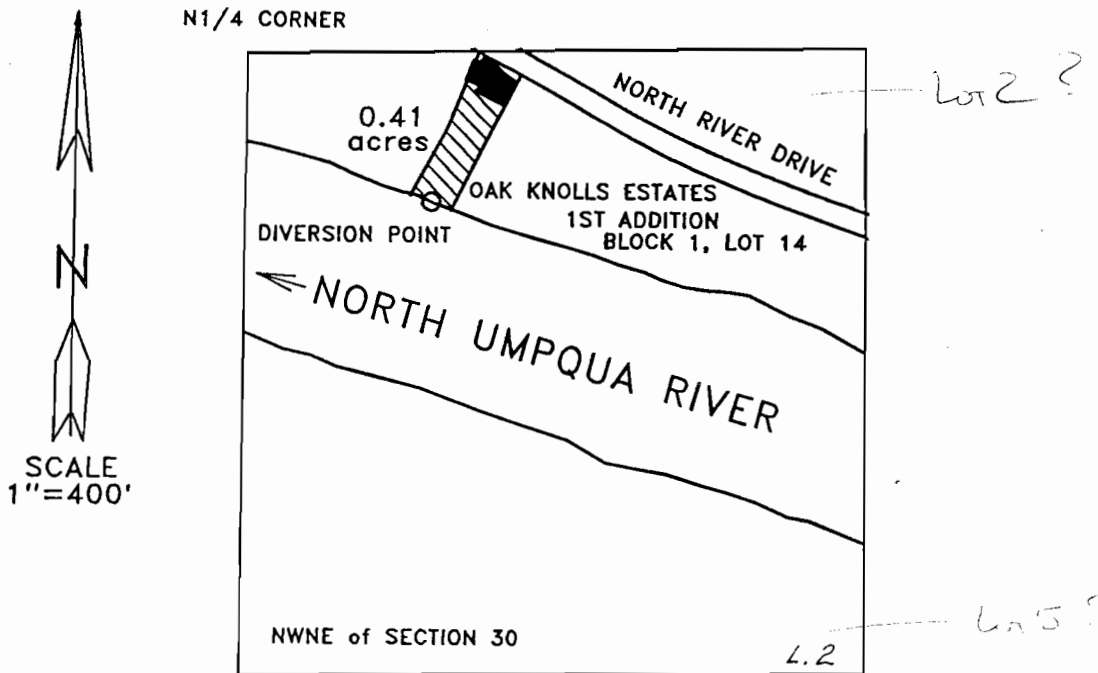 N1/4 CORNER
Lot 2 ?
NORTH RIVER DRIVE
0.41
acres
OAK KNOLLS ESTATES
1ST ADDITION
BLOCK 1, LOT 14
DIVERSION POINT
N
NORTH UMPQUA RIVER
SCALE
1"=400'
NWNE of SECTION 30
L.2